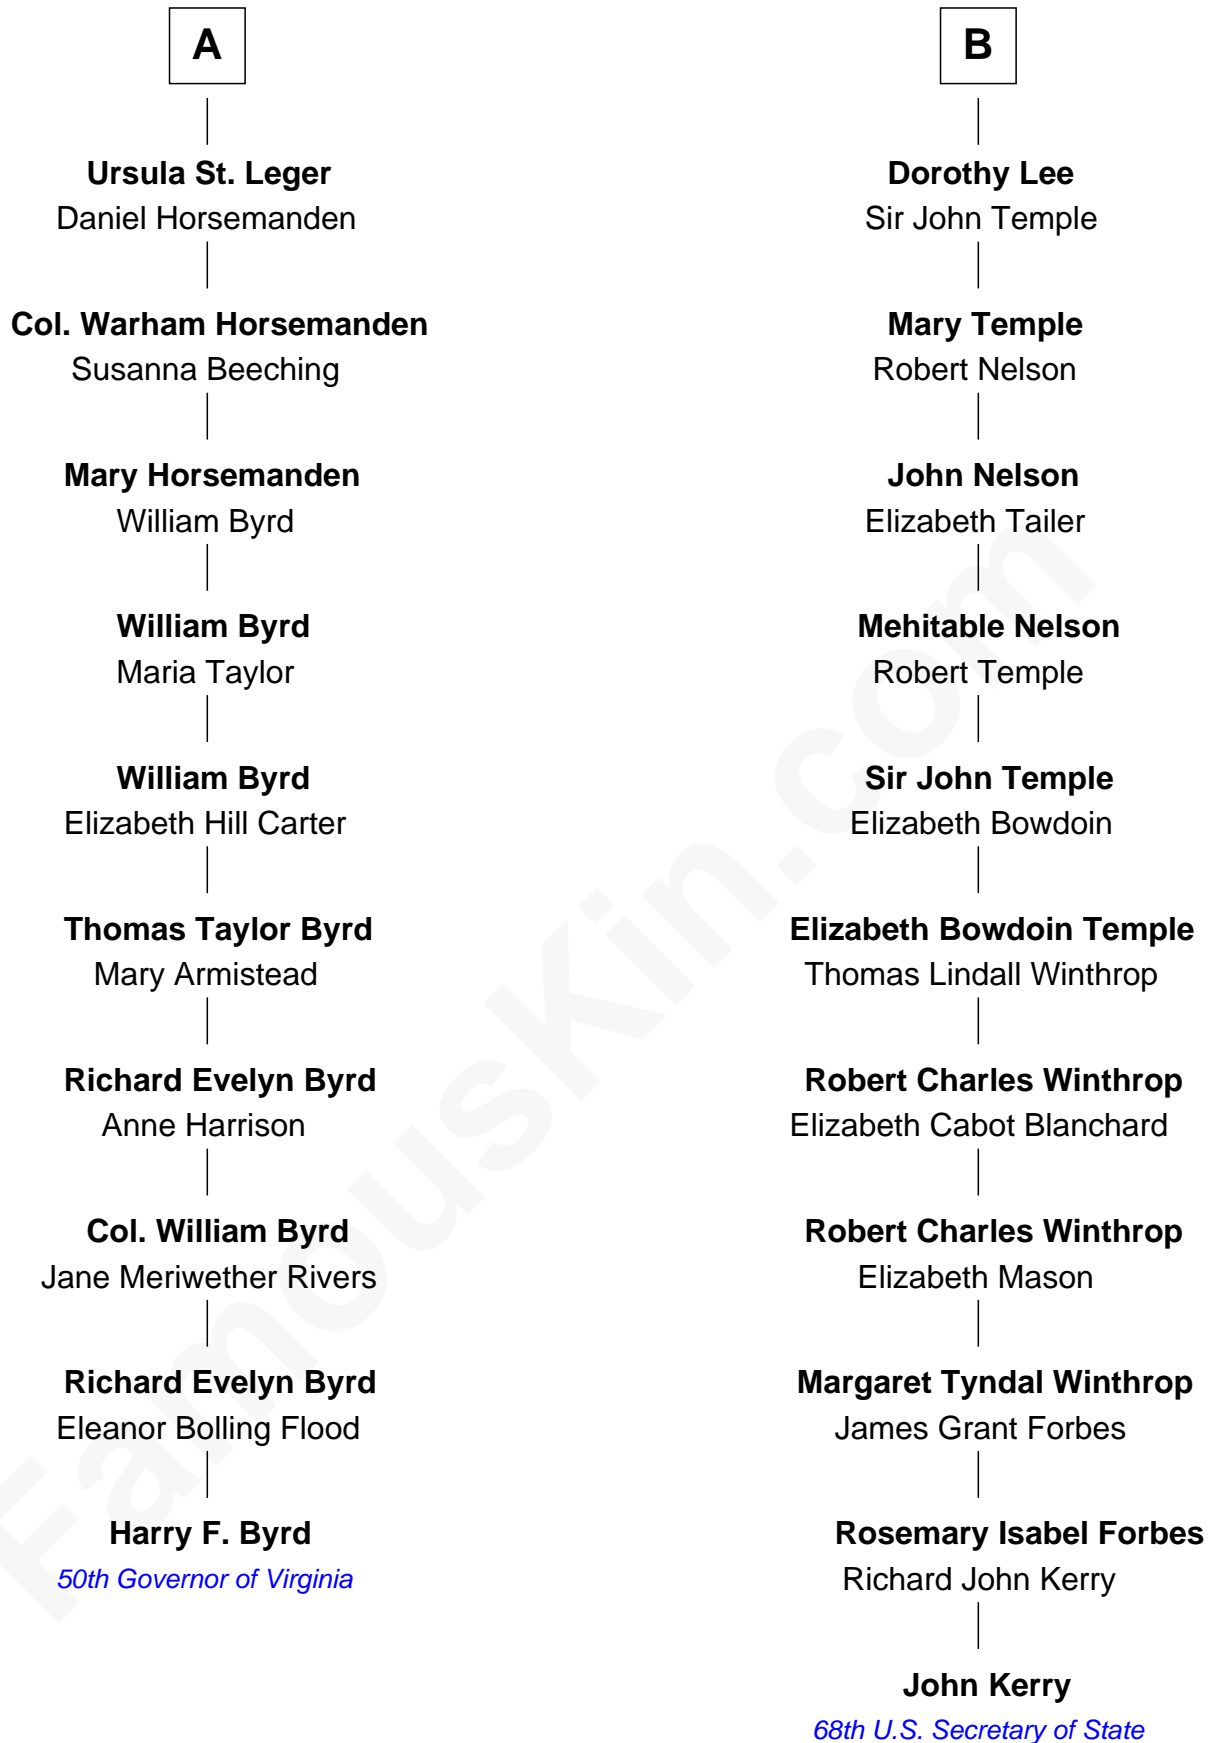 A
Ursula St. Leger
Daniel Horsemanden
Col. Warham Horsemanden
Susanna Beeching
Mary Horsemanden
William Byrd
William Byrd
Maria Taylor
William Byrd
Elizabeth Hill Carter
Thomas Taylor Byrd
Mary Armistead
Richard Evelyn Byrd
Anne Harrison
Col. William Byrd
Jane Meriwether Rivers
Richard Evelyn Byrd
Eleanor Bolling Flood
Harry F. Byrd
50th Governor of Virginia
B
Dorothy Lee
Sir John Temple
Mary Temple
Robert Nelson
John Nelson
Elizabeth Tailer
Mehitable Nelson
Robert Temple
Sir John Temple
Elizabeth Bowdoin
Elizabeth Bowdoin Temple
Thomas Lindall Winthrop
Robert Charles Winthrop
Elizabeth Cabot Blanchard
Robert Charles Winthrop
Elizabeth Mason
Margaret Tyndal Winthrop
James Grant Forbes
Rosemary Isabel Forbes
Richard John Kerry
John Kerry
68th U.S. Secretary of State
FamousKin.com